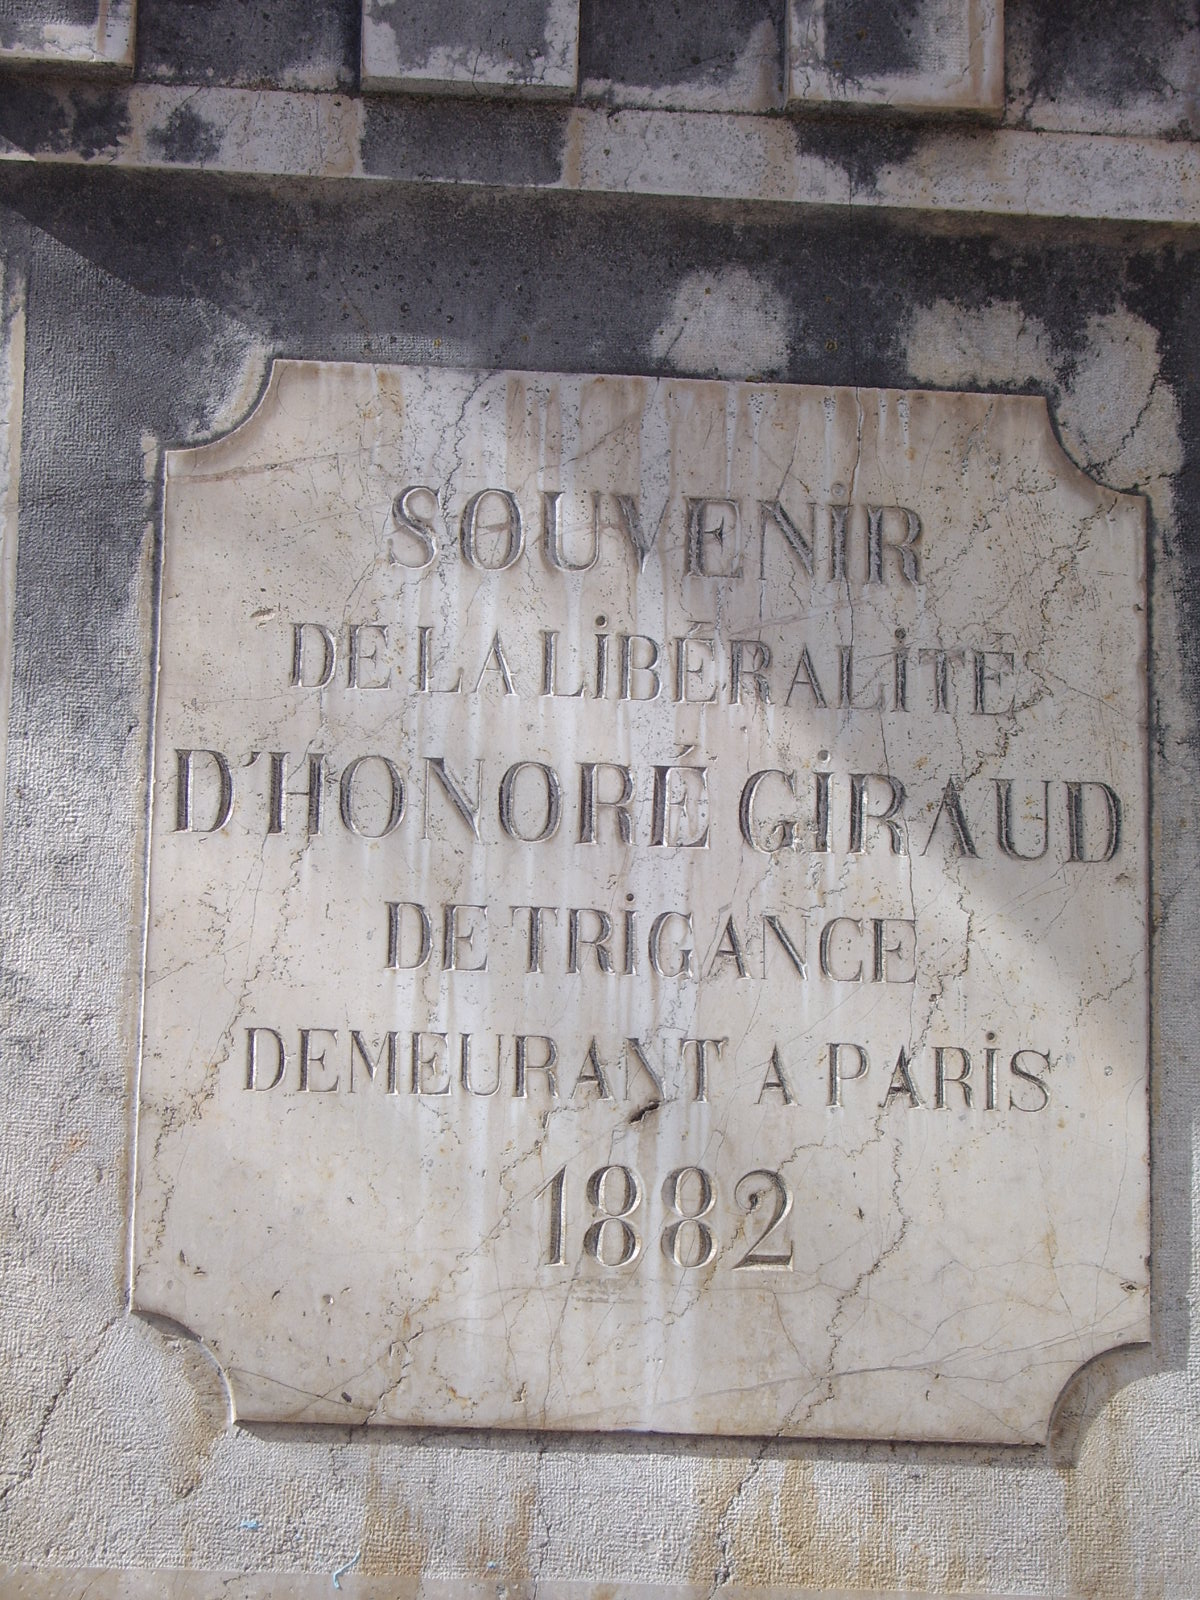 SOUVENIR
DE LA LIBÉRALITÉ
D'HONORÉ GIRAUD
DE TRIGANCE
DEMEURANT A PARIS
1882